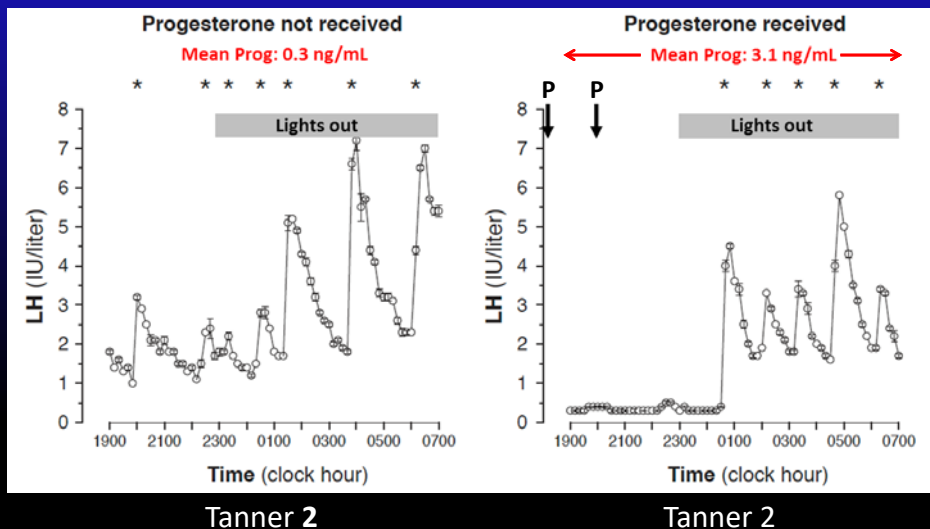 Progesterone not received
Mean Prog: 0.3 ng/mL
* * * * * * *
Lights out
8
7
6
5
4
3
2
1
0
LH (IU/liter)
1900 2100 2300 0100 0300 0500 0700
Time (clock hour)
Tanner 2
Progesterone received
Mean Prog: 3.1 ng/mL
P P * * * * *
Lights out
8
7
6
5
4
3
2
1
0
LH (IU/liter)
1900 2100 2300 0100 0300 0500 0700
Time (clock hour)
Tanner 2